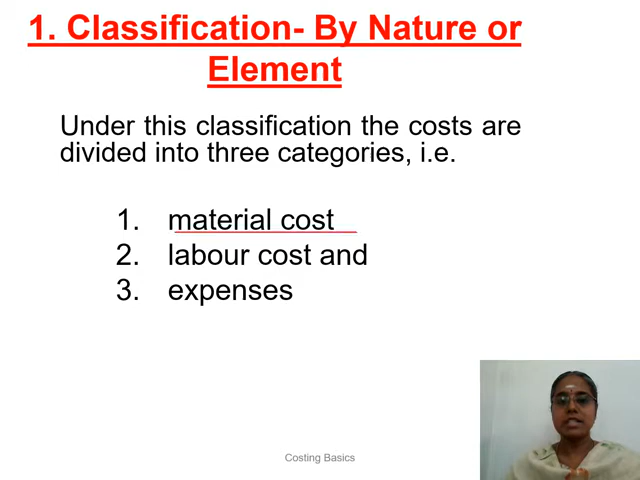 1. Classification- By Nature or
Element
Under this classification the costs are
divided into three categories, i.e.
1. material cost
2. labour cost and
3. expenses
Costing Basics